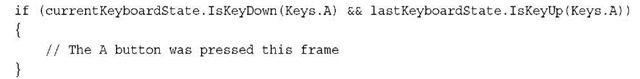 if (currentKeyboardState.IsKeyDown(Keys.A) && lastKeyboardState.IsKeyUp(Keys.A))
{
    // The A button was pressed this frame
}